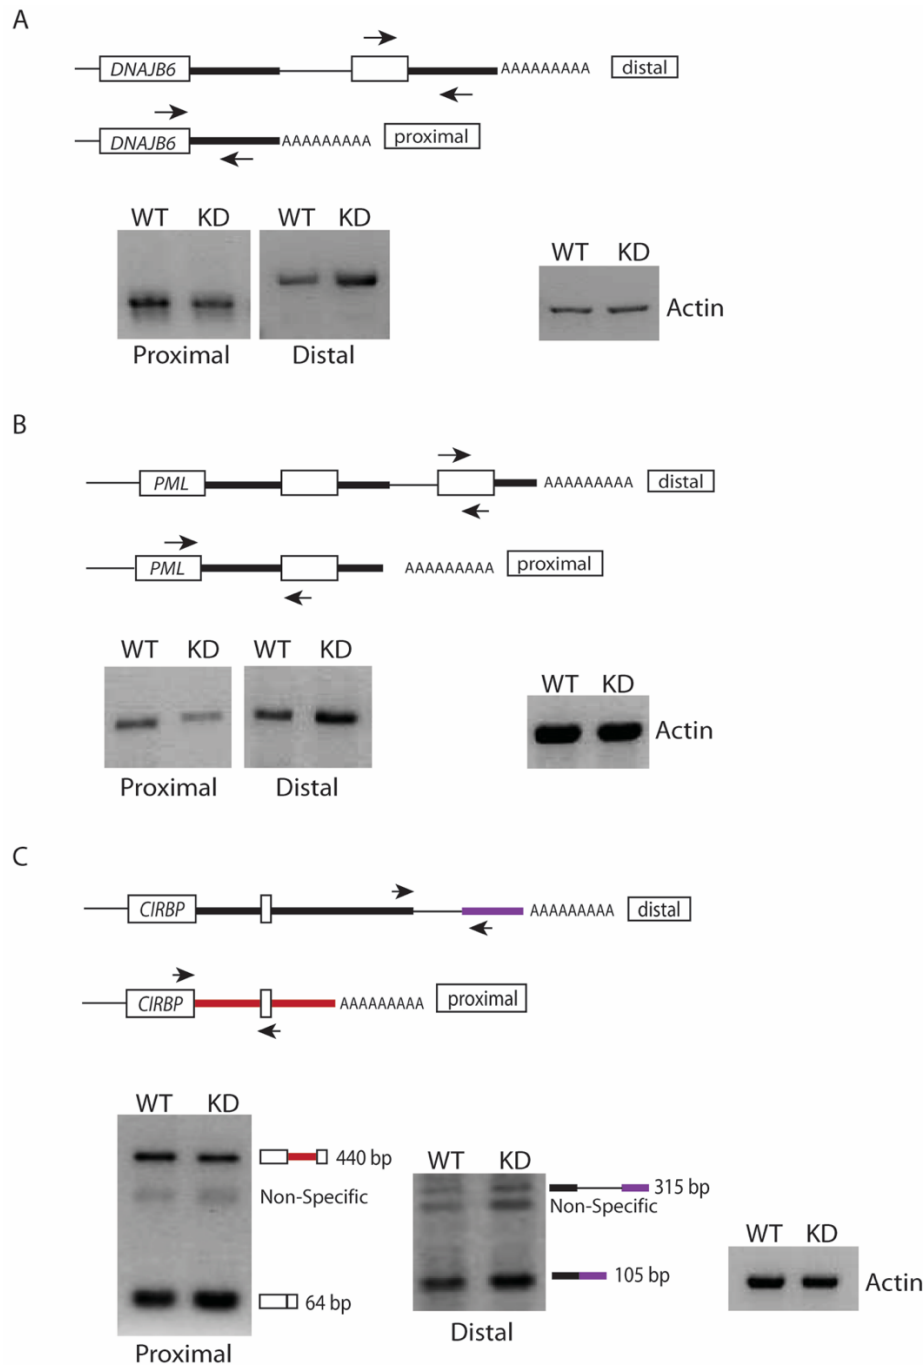 A
DNAJB6 AAAAAAAAA distal
DNAJB6 AAAAAAAAA proximal
WT KD WT KD WT KD
Actin
Proximal Distal
B
PML AAAAAAAAA distal
PML AAAAAAAAA proximal
WT KD WT KD WT KD
Actin
Proximal Distal
C
CIRBP AAAAAAAAA distal
CIRBP AAAAAAAAA proximal
WT KD
440 bp
Non-Specific
64 bp
Proximal
WT KD
315 bp
Non-Specific
105 bp
Distal
WT KD
Actin